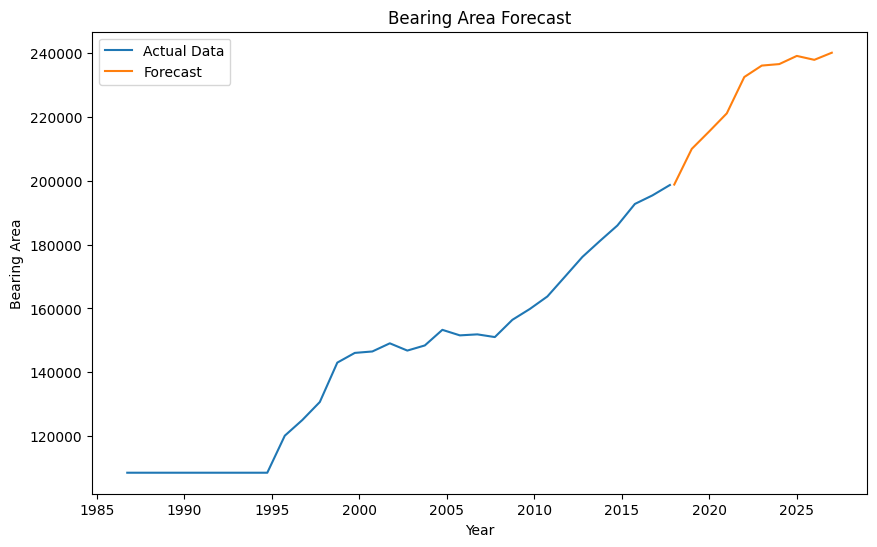 Bearing Area Forecast
Actual Data
Forecast
240000
220000
200000
180000
160000
140000
120000
Bearing Area
1985 1990 1995 2000 2005 2010 2015 2020 2025
Year